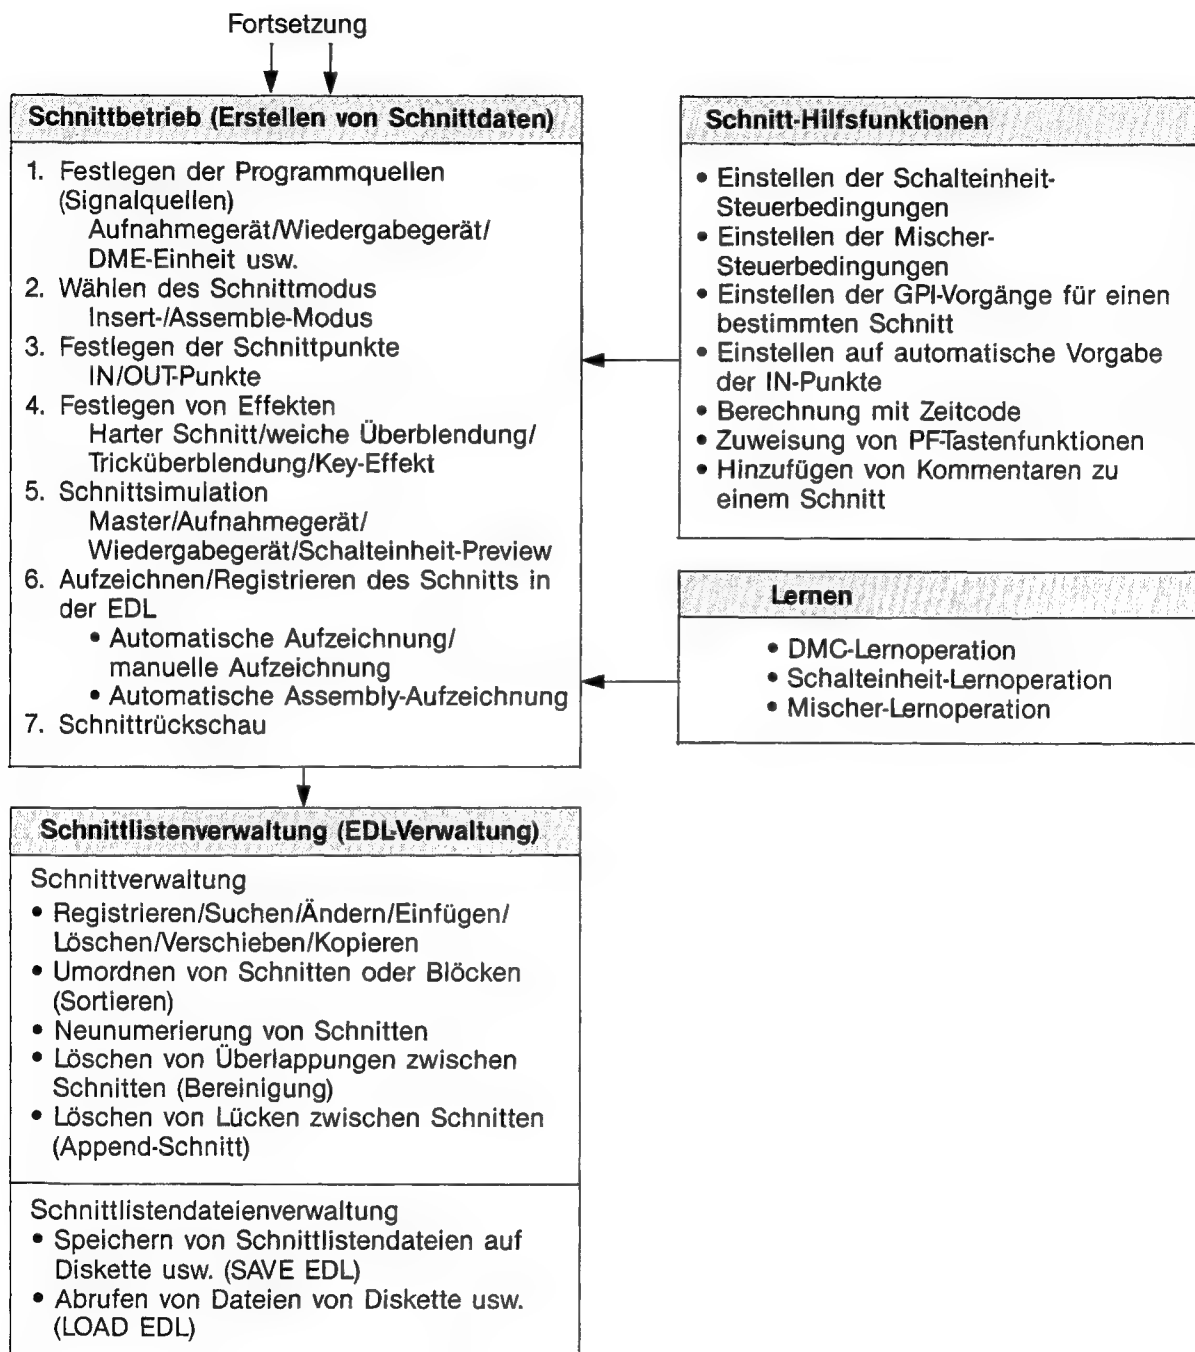 Fortsetzung
Schnittbetrieb (Erstellen von Schnittdaten)
1. Festlegen der Programmquellen
(Signalquellen)
Aufnahmegerät/Wiedergabegerät/
DME-Einheit usw.
2. Wählen des Schnittmodus
Insert-/Assemble-Modus
3. Festlegen der Schnittpunkte
IN/OUT-Punkte
4. Festlegen von Effekten
Harter Schnitt/weiche Überblendung/
Tricküberblendung/Key-Effekt
5. Schnittsimulation
Master/Aufnahmegerät/
Wiedergabegerät/Schalteinheit-Preview
6. Aufzeichnen/Registrieren des Schnitts in
der EDL
• Automatische Aufzeichnung/
manuelle Aufzeichnung
• Automatische Assembly-Aufzeichnung
7. Schnittrückschau
Schnitt-Hilfsfunktionen
• Einstellen der Schalteinheit-
Steuerbedingungen
• Einstellen der Mischer-
Steuerbedingungen
• Einstellen der GPI-Vorgänge für einen
bestimmten Schnitt
• Einstellen auf automatische Vorgabe
der IN-Punkte
• Berechnung mit Zeitcode
• Zuweisung von PF-Tastenfunktionen
• Hinzufügen von Kommentaren zu
einem Schnitt
Lernen
• DMC-Lernoperation
• Schalteinheit-Lernoperation
• Mischer-Lernoperation
Schnittlistenverwaltung (EDL-Verwaltung)
Schnittverwaltung
• Registrieren/Suchen/Ändern/Einfügen/
Löschen/Verschieben/Kopieren
• Umordnen von Schnitten oder Blöcken
(Sortieren)
• Neunumerierung von Schnitten
• Löschen von Überlappungen zwischen
Schnitten (Bereinigung)
• Löschen von Lücken zwischen Schnitten
(Append-Schnitt)
Schnittlistendateienverwaltung
• Speichern von Schnittlistendateien auf
Diskette usw. (SAVE EDL)
• Abrufen von Dateien von Diskette usw.
(LOAD EDL)